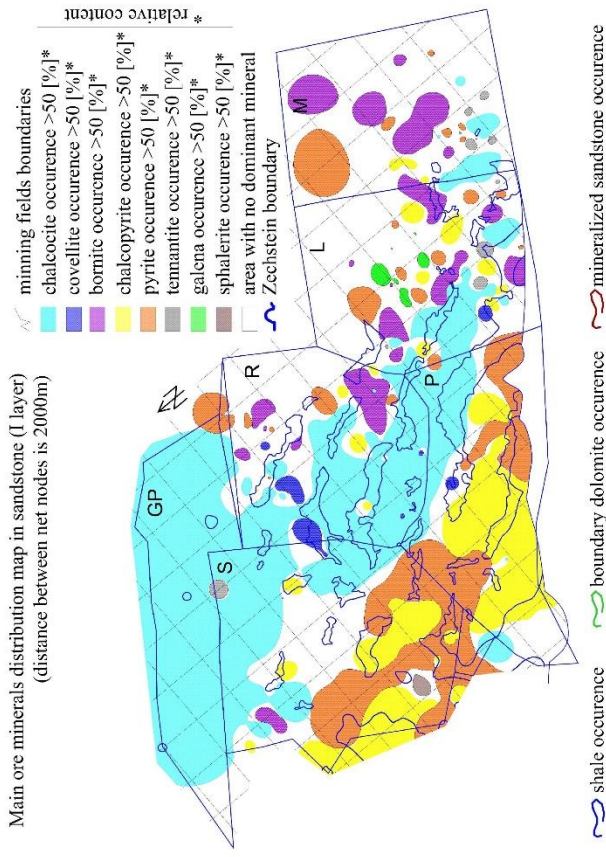 Main ore minerals distribution map in sandstone (I layer)
(distance between net nodes is 2000m)
minning fields boundaries
chalcocite occurence >50 [%]*
covellite occurence >50 [%]*
bornite occurence >50 [%]*
chalcopyrite occurence >50 [%]*
pyrite occurence >50 [%]*
tennantite occurence >50 [%]*
galena occurence >50 [%]*
sphalerite occurence >50 [%]*
area with no dominant mineral
Zechstein boundary
* relative content
GP
S
R
N
P
L
M
shale occurence
boundary dolomite occurence
mineralized sandstone occurence